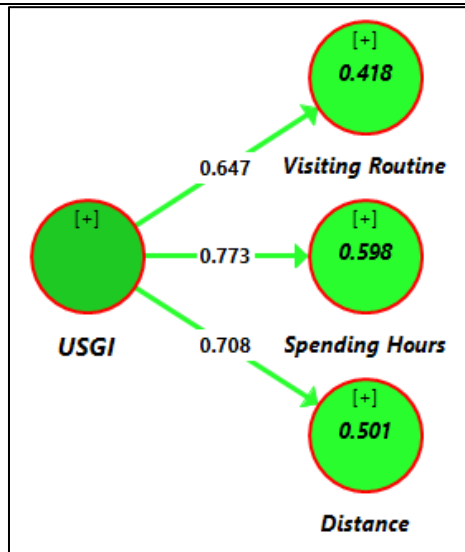 [+]
0.418
0.647
Visiting Routine
[+]
[+]
0.773
0.598
USGI
0.708
Spending Hours
[+]
0.501
Distance